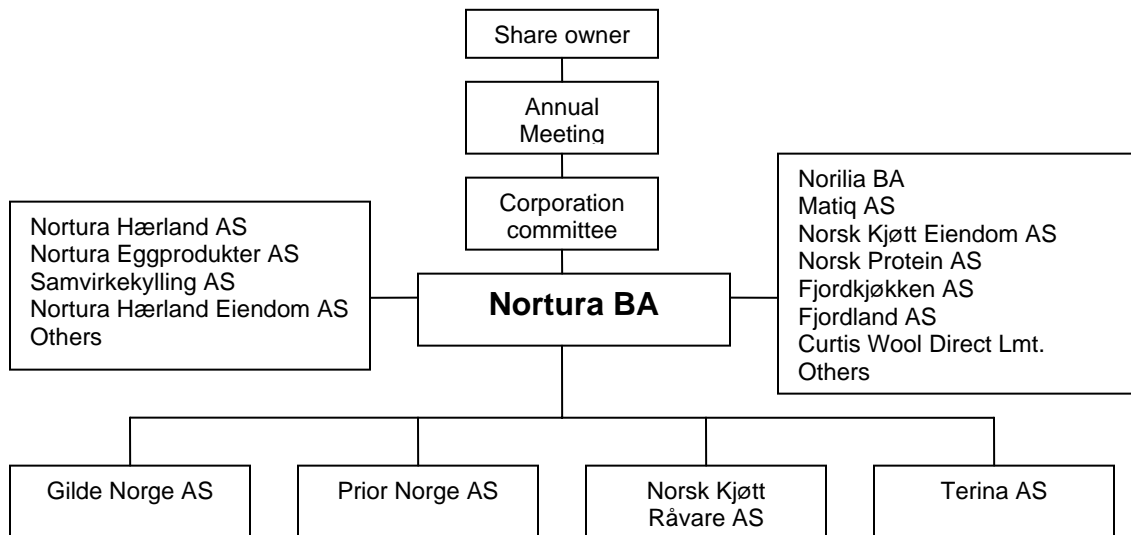 Share owner
Annual
Meeting
Corporation
committee
Nortura Hærland AS
Nortura Eggprodukter AS
Samvirkekylling AS
Nortura Hærland Eiendom AS
Others
Nortura BA
Norilia BA
Matiq AS
Norsk Kjøtt Eiendom AS
Norsk Protein AS
Fjordkjøkken AS
Fjordland AS
Curtis Wool Direct Lmt.
Others
Gilde Norge AS
Prior Norge AS
Norsk Kjøtt
Råvare AS
Terina AS